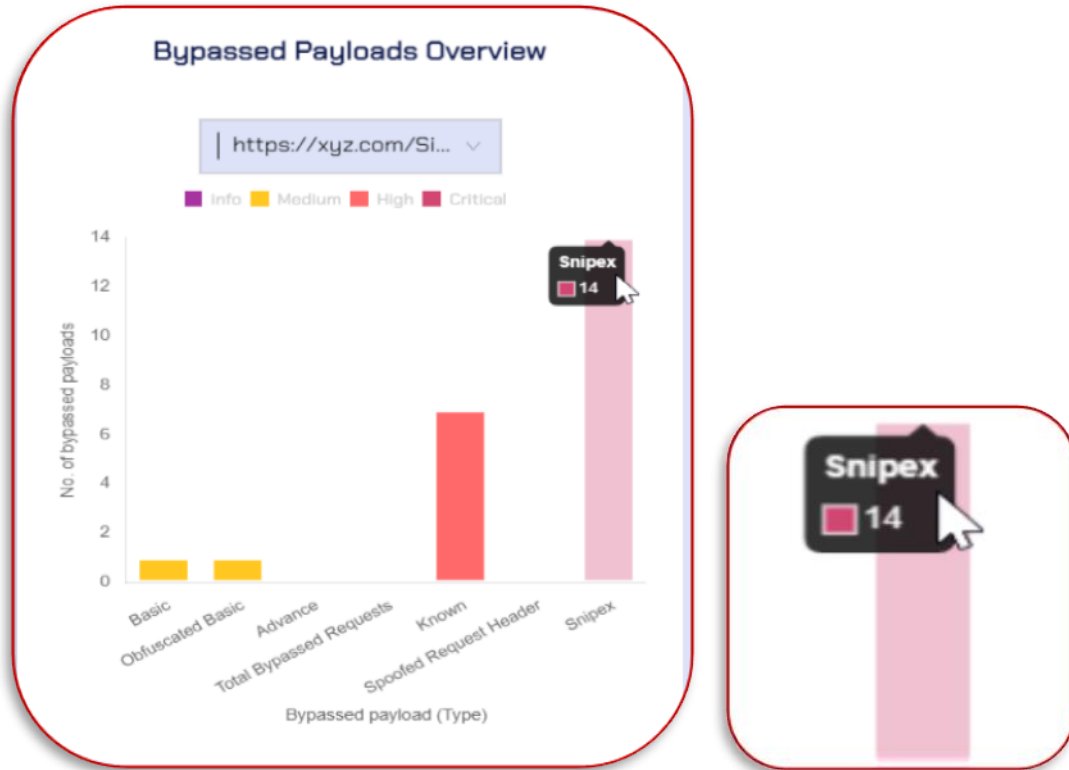 Bypassed Payloads Overview
https://xyz.com/Si...
Info Medium High Critical
14
12
10
8
6
4
2
0
No. of bypassed payloads
Snipex
14
Basic
Obfuscated Basic
Advance
Total Bypassed Requests
Known
Spoofed Request Header
Snipex
Bypassed payload (Type)
Snipex
14